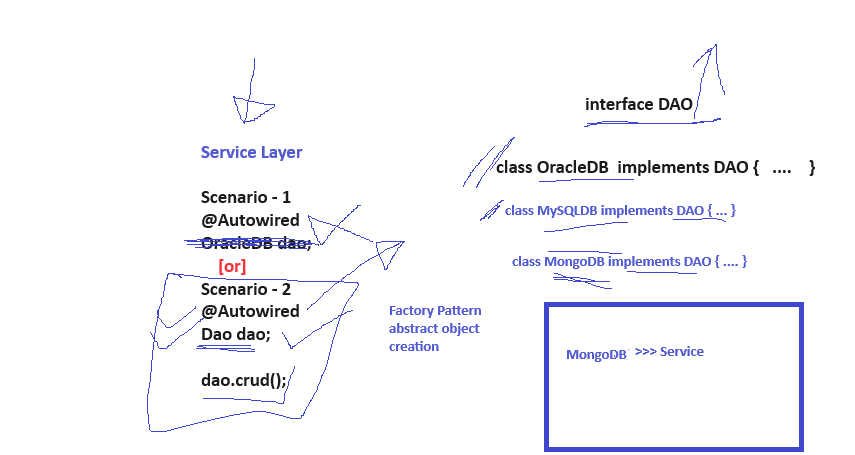 Service Layer
Scenario - 1
@Autowired
OracleDB dao;
[or]
Scenario - 2
@Autowired
Dao dao;
dao.crud();
Factory Pattern
abstract object
creation
interface DAO
class OracleDB implements DAO { .... }
class MySQLDB implements DAO { ... }
class MongoDB implements DAO { .... }
MongoDB >>> Service